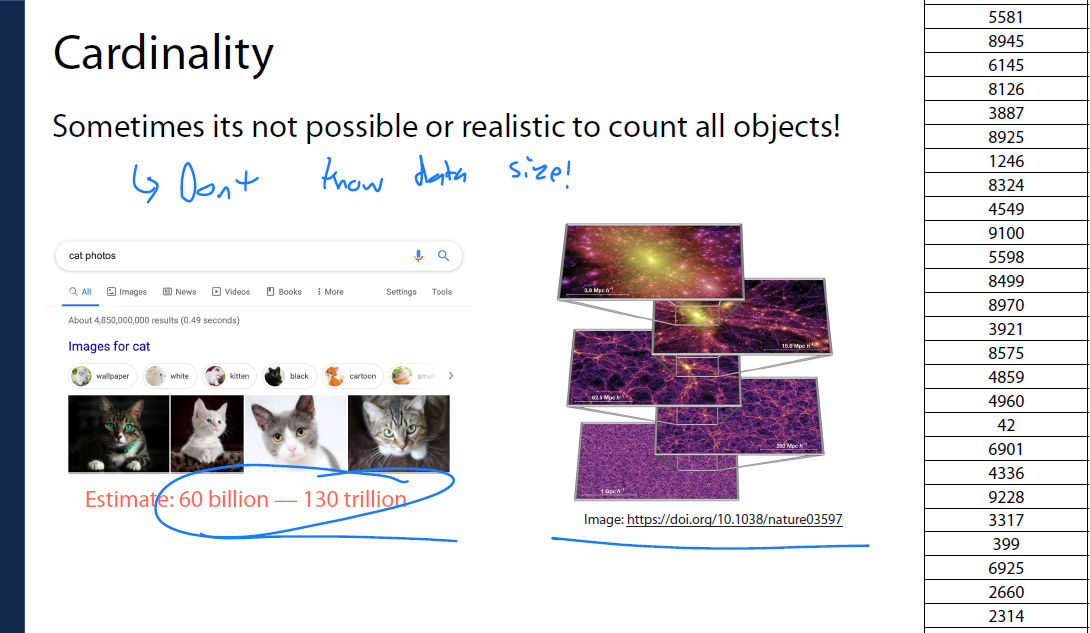 Cardinality
Sometimes its not possible or realistic to count all objects!
↳ Don't know data size!
cat photos
All Images News Videos Books More Settings Tools
About 4,850,000,000 results (0.49 seconds)
Images for cat
wallpaper white kitten black cartoon small
Estimate: 60 billion — 130 trillion
3.9 Mpc h⁻¹
15.6 Mpc h⁻¹
62.5 Mpc h⁻¹
250 Mpc h⁻¹
1 Gpc h⁻¹
Image: https://doi.org/10.1038/nature03597
5581
8945
6145
8126
3887
8925
1246
8324
4549
9100
5598
8499
8970
3921
8575
4859
4960
42
6901
4336
9228
3317
399
6925
2660
2314